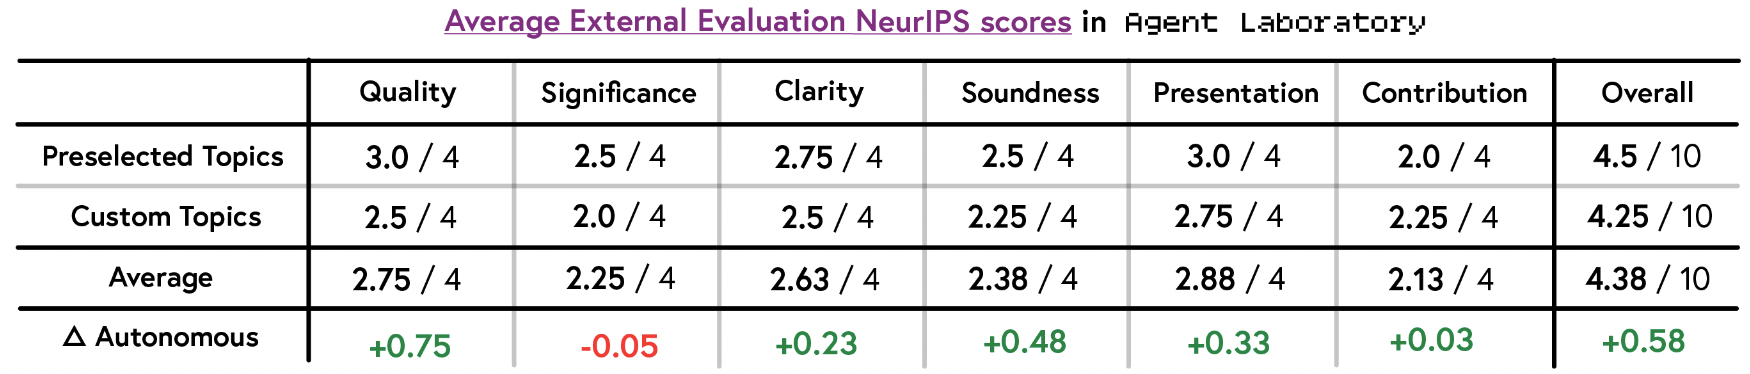 Average External Evaluation NeurIPS scores in Agent Laboratory
Quality Significance Clarity Soundness Presentation Contribution Overall
Preselected Topics 3.0 / 4 2.5 / 4 2.75 / 4 2.5 / 4 3.0 / 4 2.0 / 4 4.5 / 10
Custom Topics 2.5 / 4 2.0 / 4 2.5 / 4 2.25 / 4 2.75 / 4 2.25 / 4 4.25 / 10
Average 2.75 / 4 2.25 / 4 2.63 / 4 2.38 / 4 2.88 / 4 2.13 / 4 4.38 / 10
Δ Autonomous +0.75 -0.05 +0.23 +0.48 +0.33 +0.03 +0.58